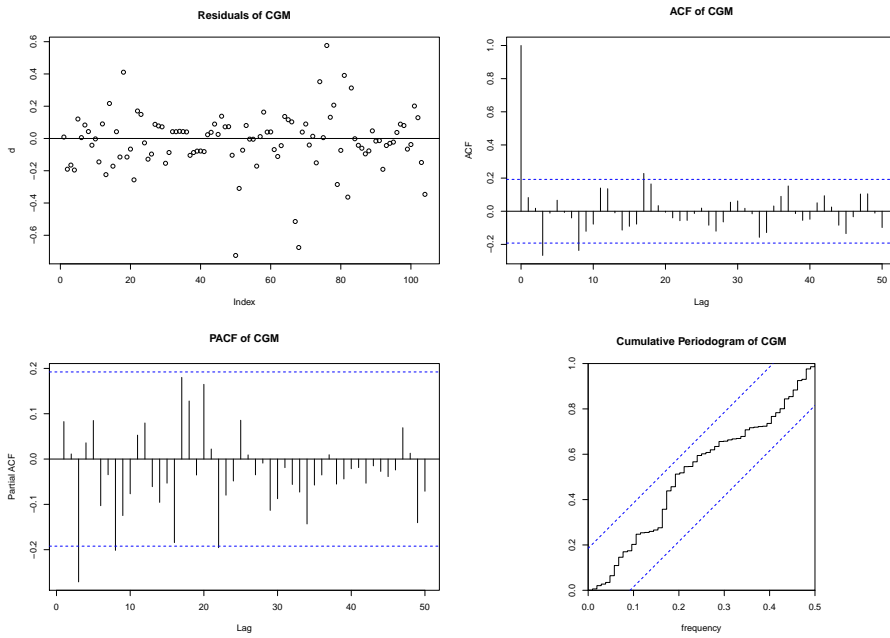 Residuals of CGM
d
0.6
0.4
0.2
0.0
−0.2
−0.4
−0.6
0 20 40 60 80 100
Index
ACF of CGM
ACF
1.0
0.8
0.6
0.4
0.2
0.0
−0.2
0 10 20 30 40 50
Lag
PACF of CGM
Partial ACF
0.2
0.1
0.0
−0.1
−0.2
0 10 20 30 40 50
Lag
Cumulative Periodogram of CGM
1.0
0.8
0.6
0.4
0.2
0.0
0.0 0.1 0.2 0.3 0.4 0.5
frequency